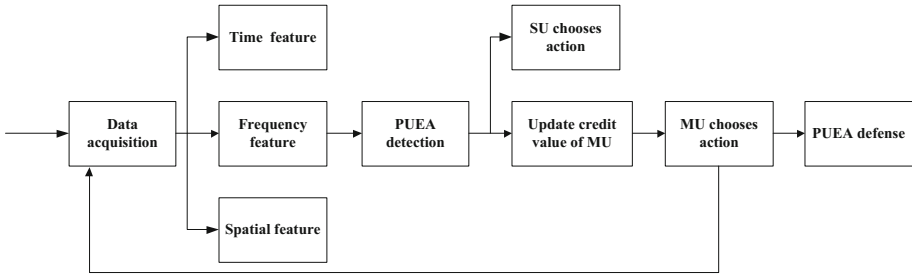 SU chooses
action
Time feature
Data
acquisition
Frequency
feature
PUEA
detection
Update credit
value of MU
MU chooses
action
PUEA defense
Spatial feature